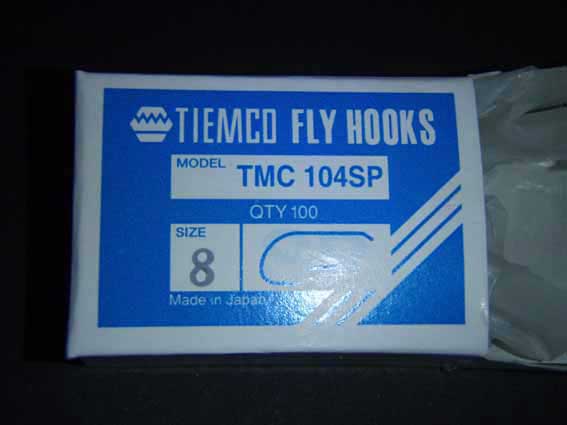 TIEMCO FLY HOOKS
MODEL TMC 104SP
QTY 100
SIZE
8
Made in Japan